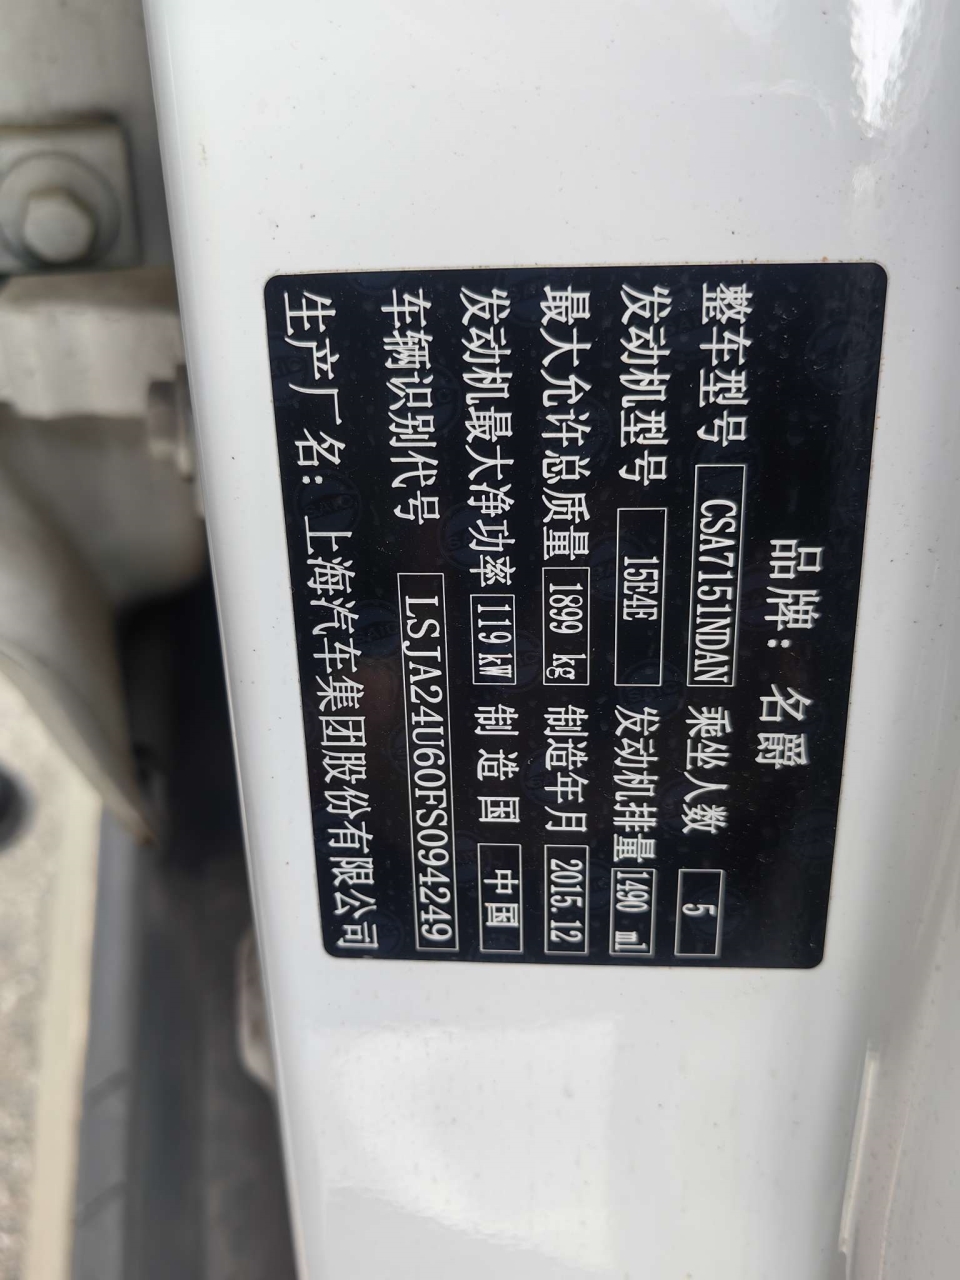 品牌: 名爵
整车型号 CSA7151NDAN 乘坐人数 5
发动机型号 15E4E 发动机排量 1490 ml
最大允许总质量 1899 kg 制造年月 2015.12
发动机最大净功率 119 kW 制造国 中国
车辆识别代号 LSJA24U60FS094249
生产厂名: 上海汽车集团股份有限公司